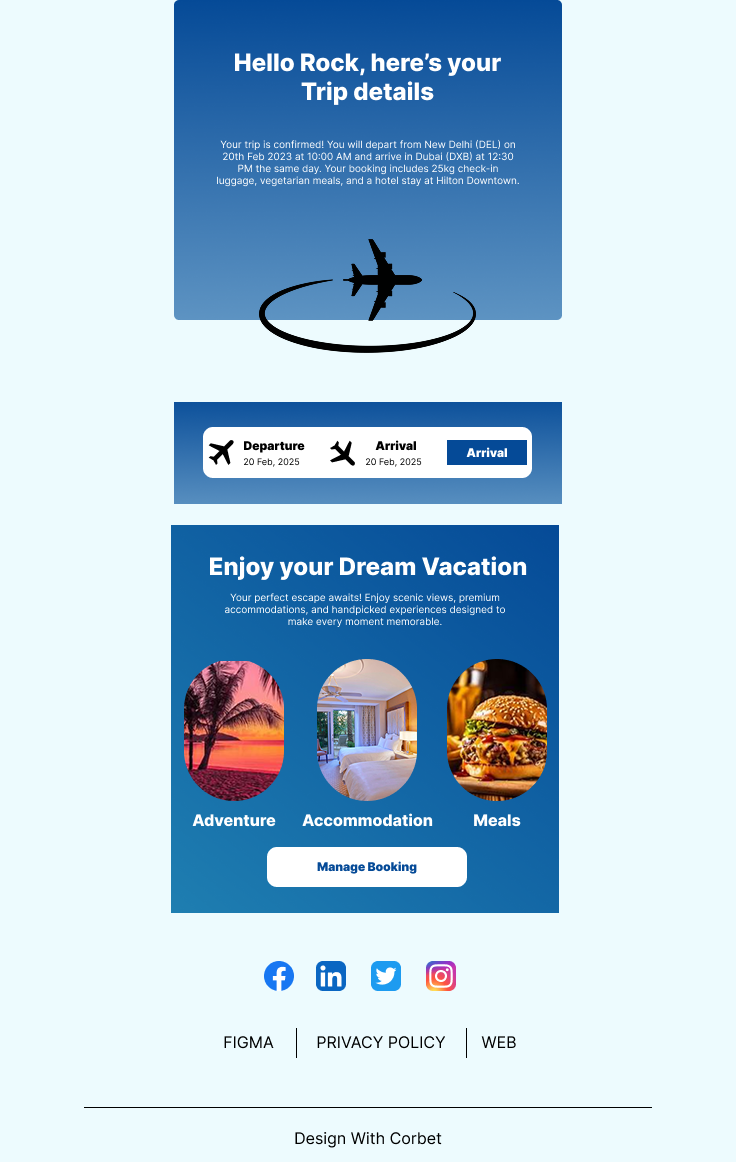 Hello Rock, here’s your
Trip details
Your trip is confirmed! You will depart from New Delhi (DEL) on
20th Feb 2023 at 10:00 AM and arrive in Dubai (DXB) at 12:30
PM the same day. Your booking includes 25kg check-in
luggage, vegetarian meals, and a hotel stay at Hilton Downtown.
Departure
20 Feb, 2025
Arrival
20 Feb, 2025
Arrival
Enjoy your Dream Vacation
Your perfect escape awaits! Enjoy scenic views, premium
accommodations, and handpicked experiences designed to
make every moment memorable.
Adventure
Accommodation
Meals
Manage Booking
FIGMA
PRIVACY POLICY
WEB
Design With Corbet